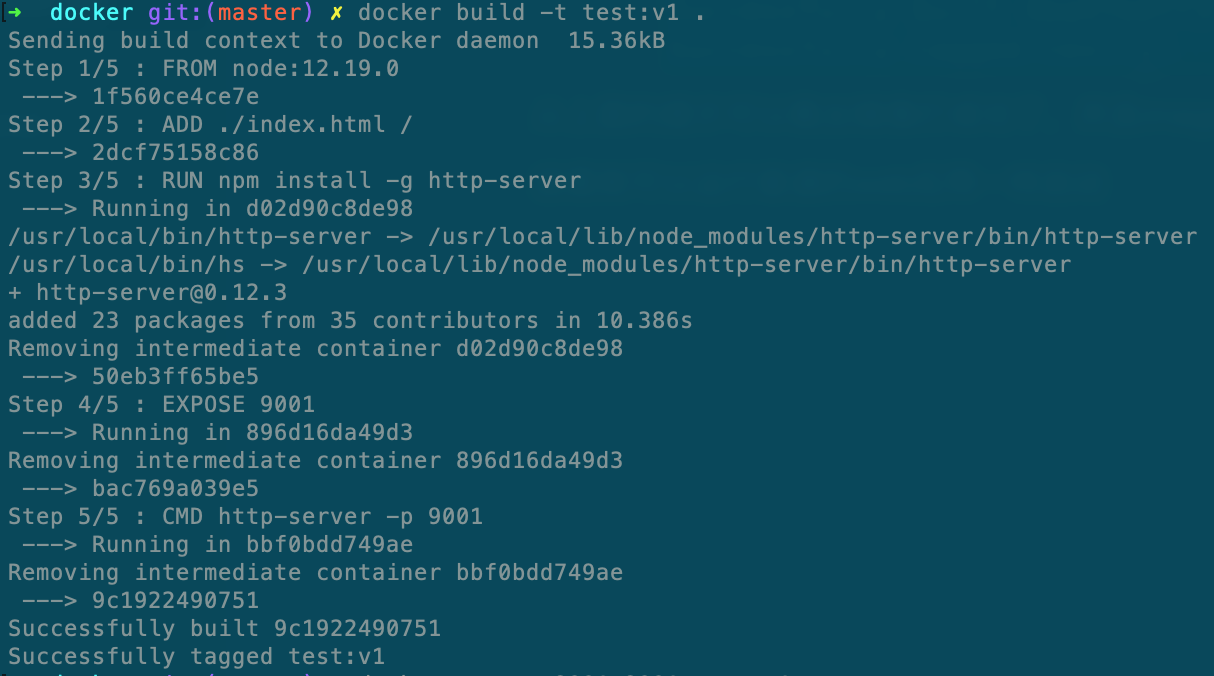 [➜  docker git:(master) ✗ docker build -t test:v1 .
Sending build context to Docker daemon  15.36kB
Step 1/5 : FROM node:12.19.0
 ---> 1f560ce4ce7e
Step 2/5 : ADD ./index.html /
 ---> 2dcf75158c86
Step 3/5 : RUN npm install -g http-server
 ---> Running in d02d90c8de98
/usr/local/bin/http-server -> /usr/local/lib/node_modules/http-server/bin/http-server
/usr/local/bin/hs -> /usr/local/lib/node_modules/http-server/bin/http-server
+ http-server@0.12.3
added 23 packages from 35 contributors in 10.386s
Removing intermediate container d02d90c8de98
 ---> 50eb3ff65be5
Step 4/5 : EXPOSE 9001
 ---> Running in 896d16da49d3
Removing intermediate container 896d16da49d3
 ---> bac769a039e5
Step 5/5 : CMD http-server -p 9001
 ---> Running in bbf0bdd749ae
Removing intermediate container bbf0bdd749ae
 ---> 9c1922490751
Successfully built 9c1922490751
Successfully tagged test:v1